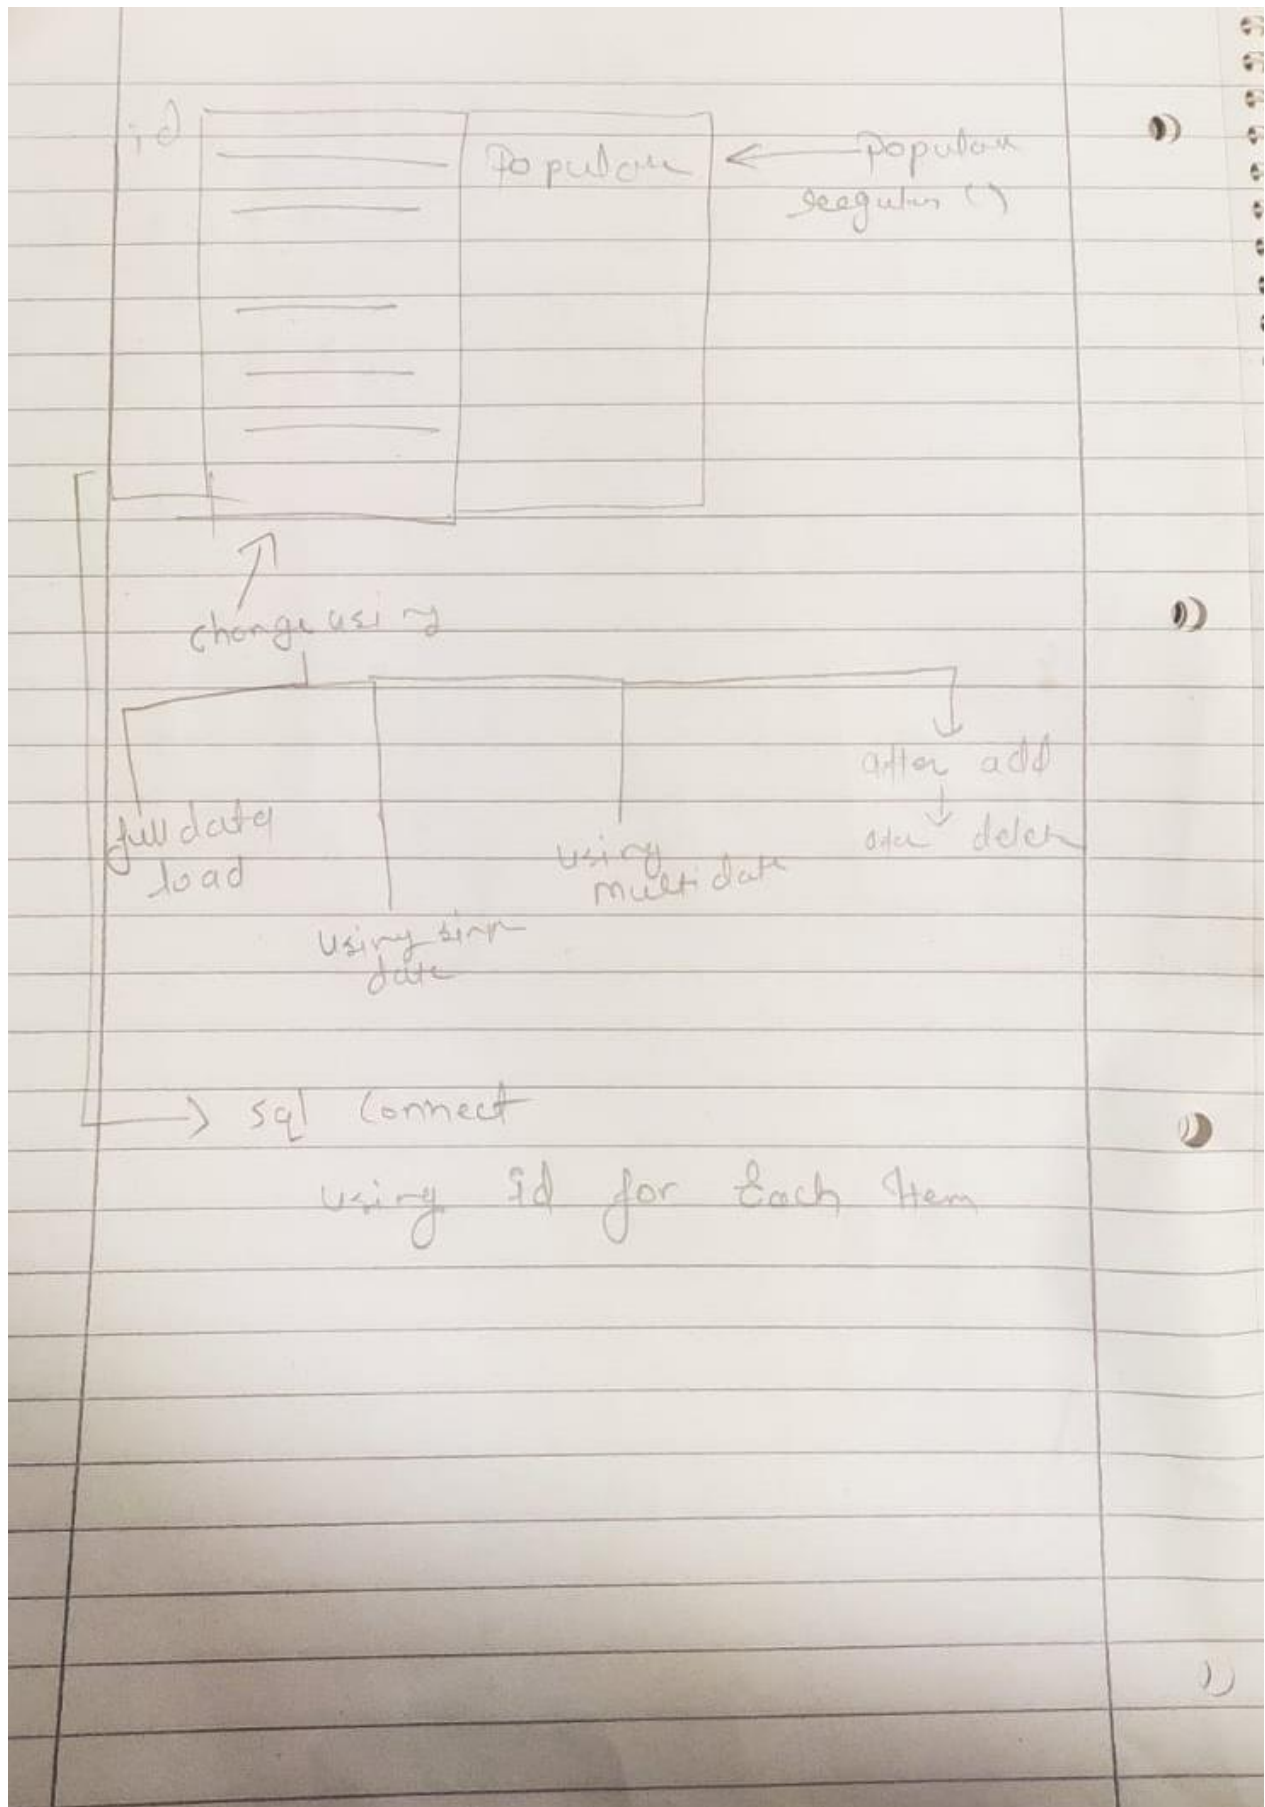 id
Popular
Popular
regular ()
change using
after add
after delete
full data
load
using
multi date
using
date
sql connect
using id for Each Item